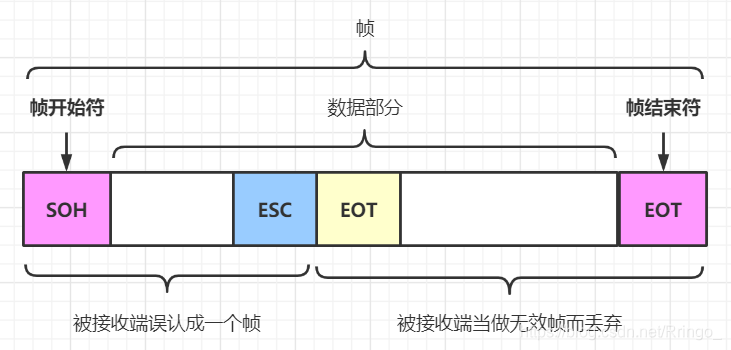 帧
帧开始符
数据部分
帧结束符
SOH
ESC
EOT
EOT
被接收端误认成一个帧
被接收端当做无效帧而丢弃
https://blog.csdn.net/Rringo_